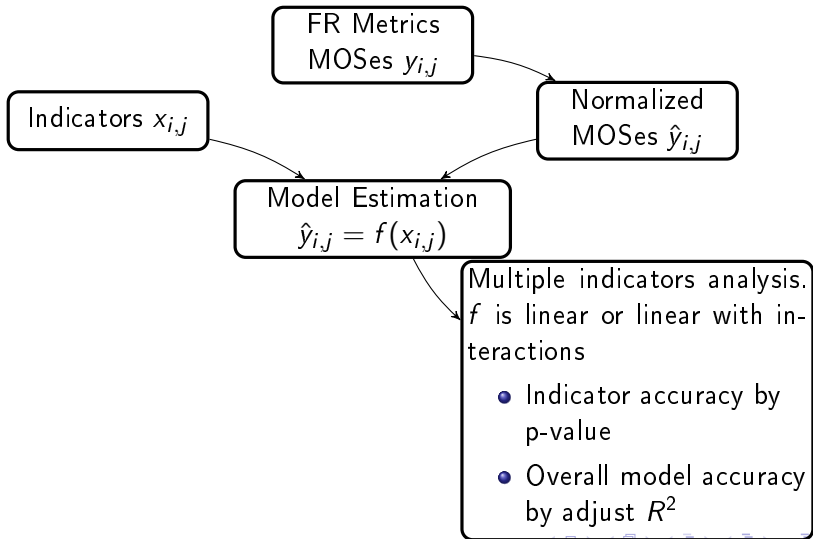 FR Metrics
MOSes y_{i,j}
Indicators x_{i,j}
Normalized
MOSes ŷ_{i,j}
Model Estimation
ŷ_{i,j} = f(x_{i,j})
Multiple indicators analysis.
f is linear or linear with in-
teractions
Indicator accuracy by
p-value
Overall model accuracy
by adjust R²